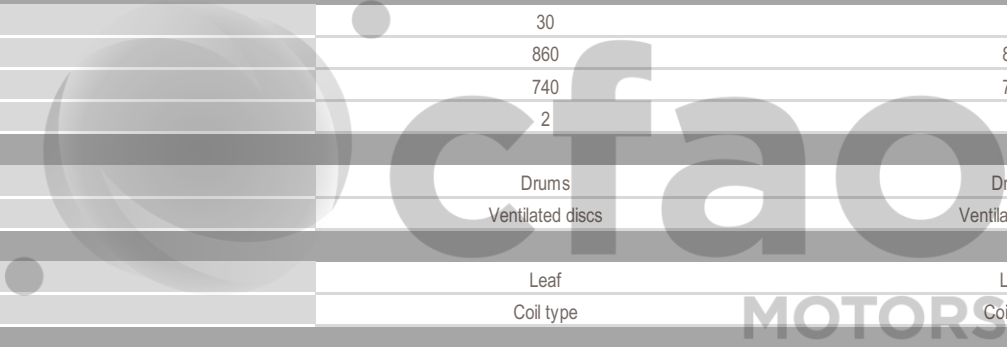 30
860
740
2
Drums
Ventilated discs
Leaf
Coil type
cfao
MOTORS